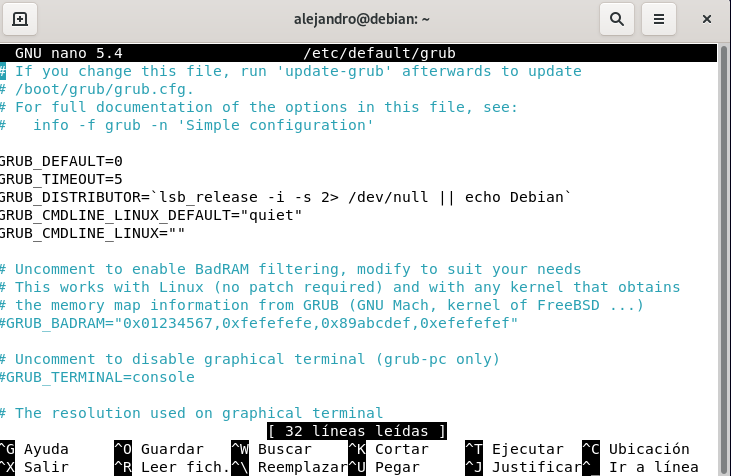 alejandro@debian: ~
GNU nano 5.4 /etc/default/grub
# If you change this file, run 'update-grub' afterwards to update
# /boot/grub/grub.cfg.
# For full documentation of the options in this file, see:
#   info -f grub -n 'Simple configuration'
GRUB_DEFAULT=0
GRUB_TIMEOUT=5
GRUB_DISTRIBUTOR=`lsb_release -i -s 2> /dev/null || echo Debian`
GRUB_CMDLINE_LINUX_DEFAULT="quiet"
GRUB_CMDLINE_LINUX=""
# Uncomment to enable BadRAM filtering, modify to suit your needs
# This works with Linux (no patch required) and with any kernel that obtains
# the memory map information from GRUB (GNU Mach, kernel of FreeBSD ...)
#GRUB_BADRAM="0x01234567,0xfefefefe,0x89abcdef,0xefefefef"
# Uncomment to disable graphical terminal (grub-pc only)
#GRUB_TERMINAL=console
# The resolution used on graphical terminal
[ 32 líneas leídas ]
^G Ayuda ^O Guardar ^W Buscar ^K Cortar ^T Ejecutar ^C Ubicación
^X Salir ^R Leer fich. ^\ Reemplazar ^U Pegar ^J Justificar ^_ Ir a línea